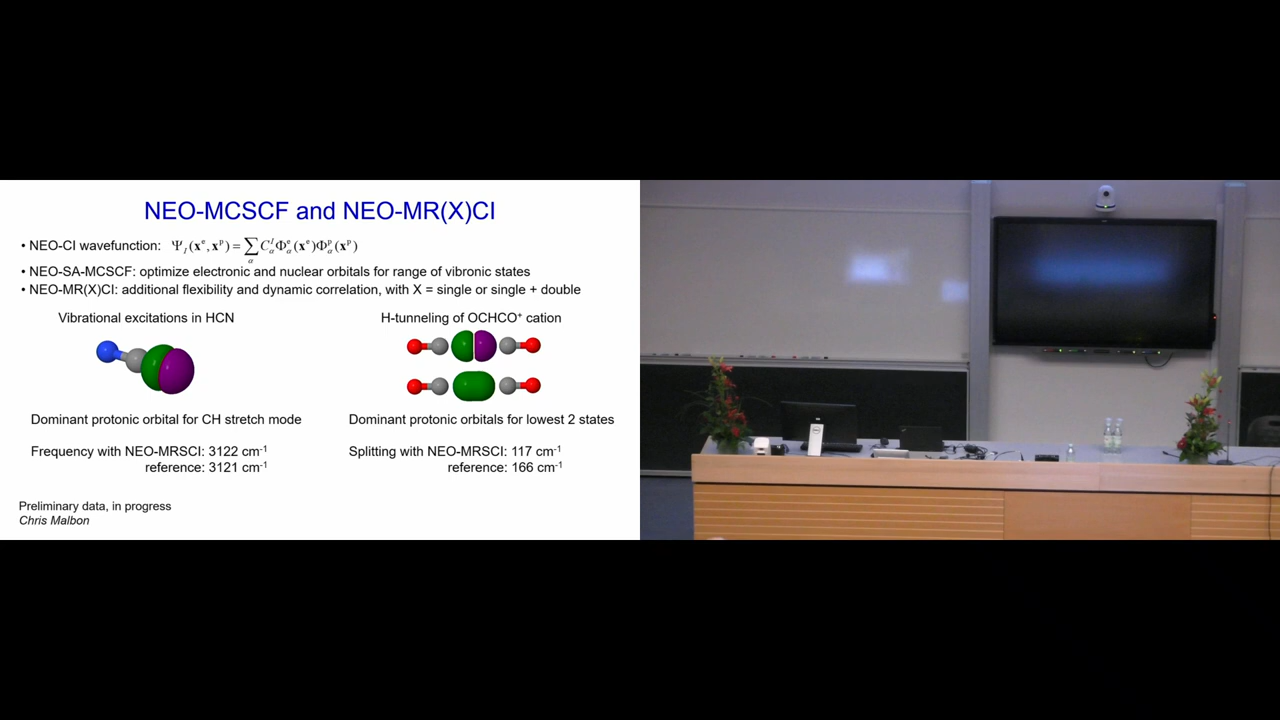 NEO-MCSCF and NEO-MR(X)CI
• NEO-CI wavefunction: Ψ_I(x^e, x^p) = ∑_α C_α^I Φ_α^e(x^e)Φ_α^p(x^p)
• NEO-SA-MCSCF: optimize electronic and nuclear orbitals for range of vibronic states
• NEO-MR(X)CI: additional flexibility and dynamic correlation, with X = single or single + double
Vibrational excitations in HCN
Dominant protonic orbital for CH stretch mode
Frequency with NEO-MRSCI: 3122 cm⁻¹
reference: 3121 cm⁻¹
H-tunneling of OCHCO⁺ cation
Dominant protonic orbitals for lowest 2 states
Splitting with NEO-MRSCI: 117 cm⁻¹
reference: 166 cm⁻¹
Preliminary data, in progress
Chris Malbon